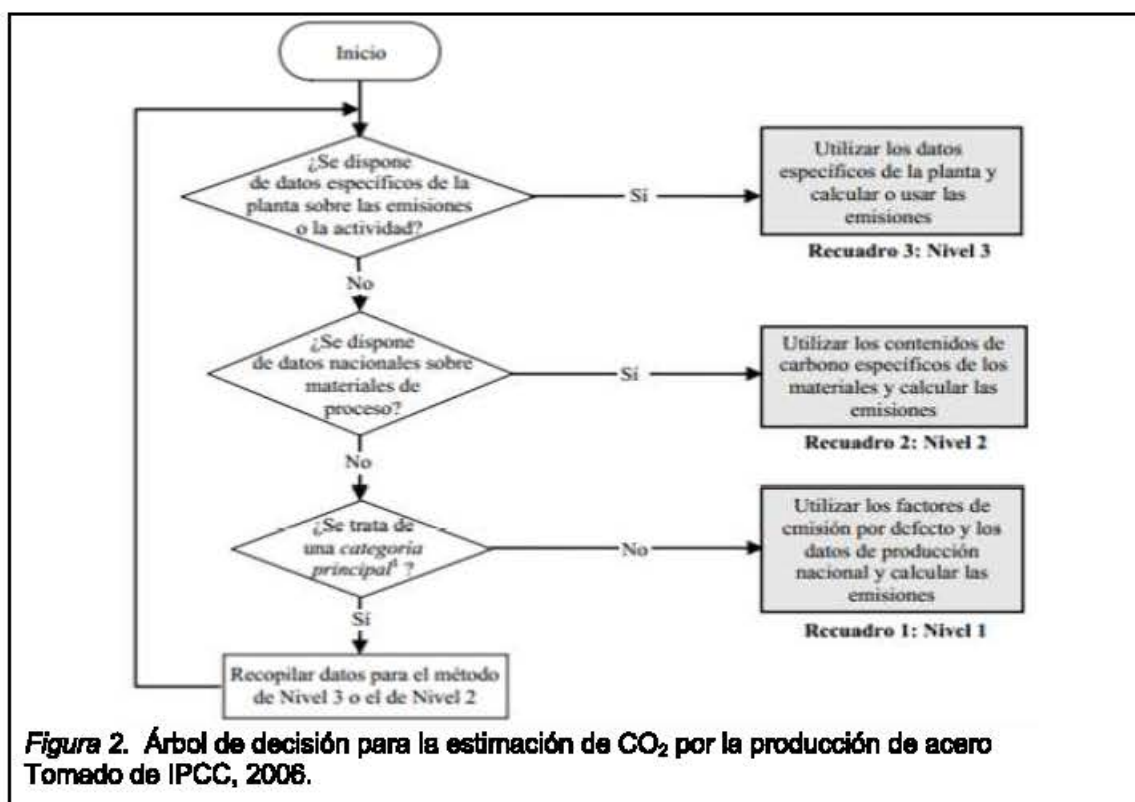 Inicio
¿Se dispone
de datos específicos de la
planta sobre las emisiones
o la actividad?
Sí
Utilizar los datos
específicos de la planta y
calcular o usar las
emisiones
Recuadro 3: Nivel 3
No
¿Se dispone
de datos nacionales sobre
materiales de
proceso?
Sí
Utilizar los contenidos de
carbono específicos de los
materiales y calcular las
emisiones
Recuadro 2: Nivel 2
No
¿Se trata de
una categoría
principal¹ ?
No
Utilizar los factores de
emisión por defecto y los
datos de producción
nacional y calcular las
emisiones
Recuadro 1: Nivel 1
Sí
Recopilar datos para el método
de Nivel 3 o el de Nivel 2
Figura 2. Árbol de decisión para la estimación de CO₂ por la producción de acero
Tomado de IPCC, 2006.